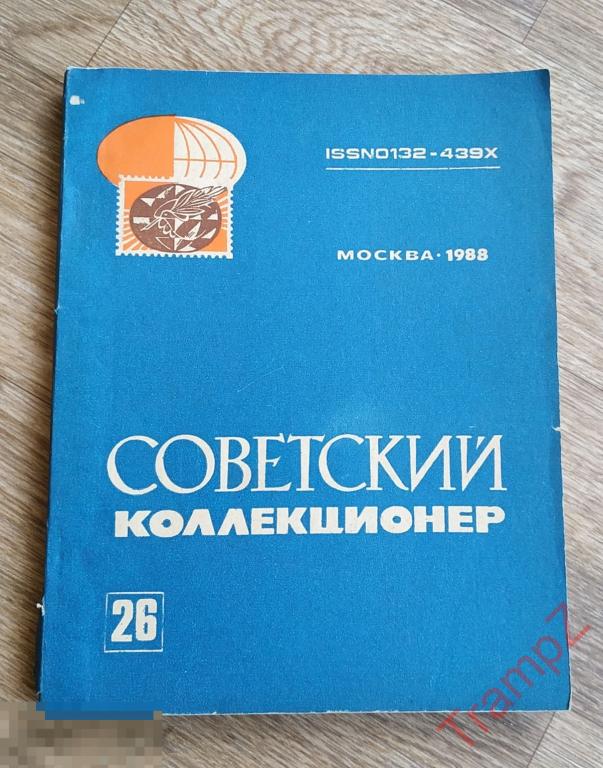 ISSN0132-439X
МОСКВА·1988
СОВЕТСКИЙ
КОЛЛЕКЦИОНЕР
26
TrampZ